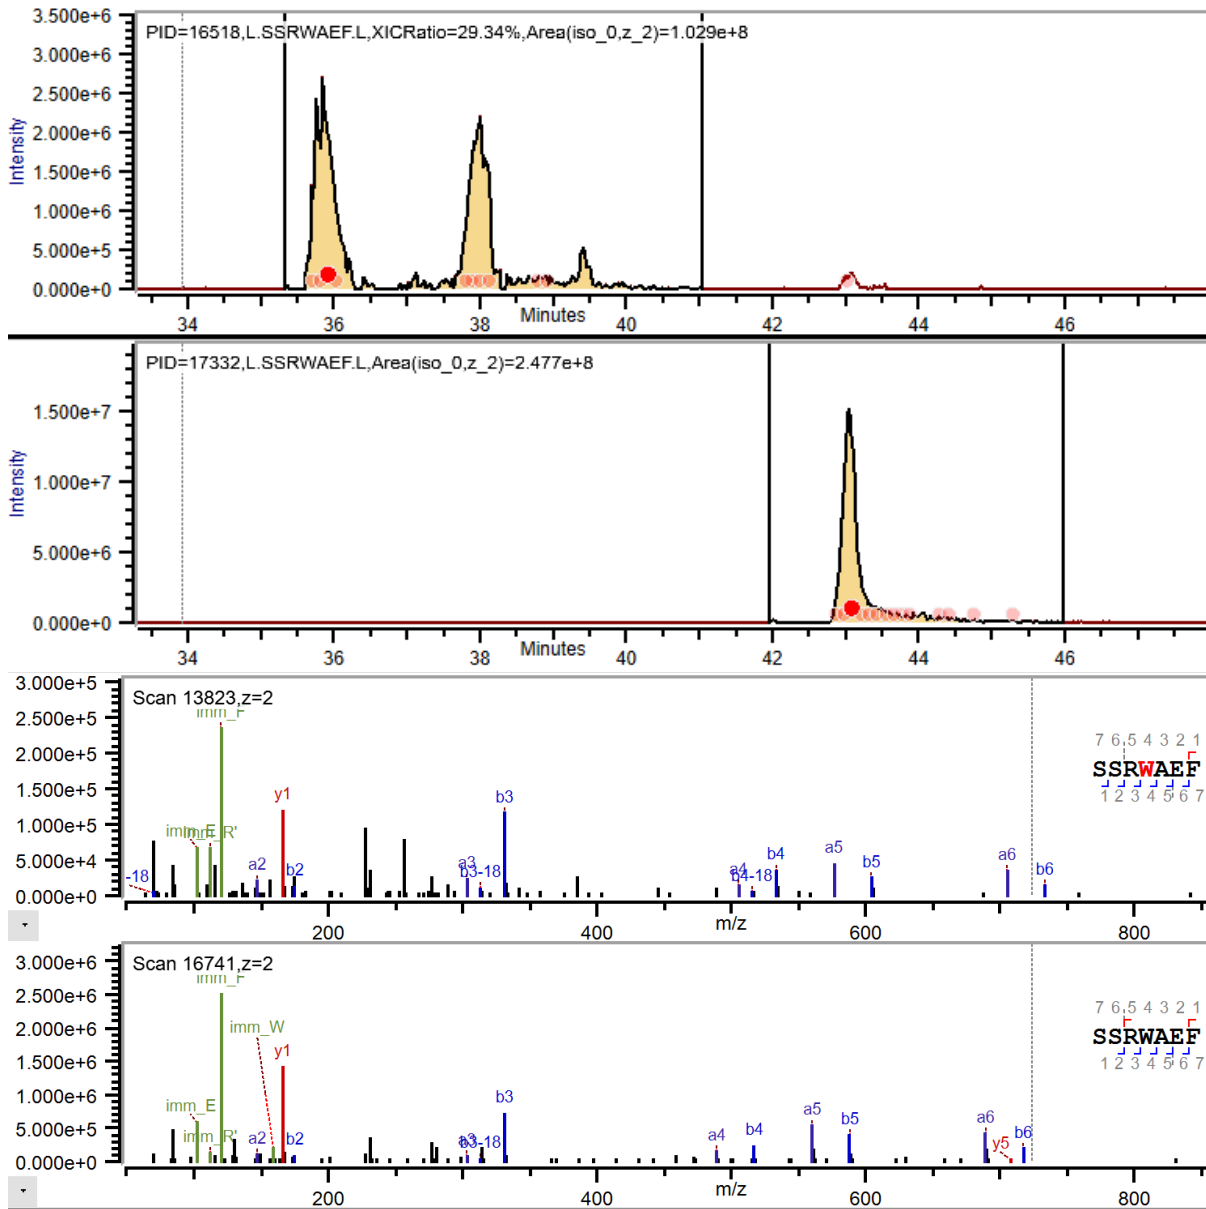 PID=16518,L.SSRWAEF.L,XICRatio=29.34%,Area(iso_0,z_2)=1.029e+8
3.500e+6
3.000e+6
2.500e+6
2.000e+6
1.500e+6
1.000e+6
5.000e+5
0.000e+0
Intensity
34 36 38 40 42 44 46
Minutes
PID=17332,L.SSRWAEF.L,Area(iso_0,z_2)=2.477e+8
1.500e+7
1.000e+7
5.000e+6
0.000e+0
Intensity
34 36 38 40 42 44 46
Minutes
Scan 13823,z=2
3.000e+5
2.500e+5
2.000e+5
1.500e+5
1.000e+5
5.000e+4
0.000e+0
imm_F
imm_E
imm_R'
y1
-18
a2
b2
a3
b3-18
b3
a4
b4-18
b4
a5
b5
a6
b6
7 6 5 4 3 2 1
SSRWAEF
1 2 3 4 5 6 7
200 400 600 800
m/z
Scan 16741,z=2
3.000e+6
2.500e+6
2.000e+6
1.500e+6
1.000e+6
5.000e+5
0.000e+0
imm_F
imm_W
imm_E
imm_R'
y1
a2
b2
a3
b3-18
b3
a4
b4
a5
b5
a6
y5
b6
7 6 5 4 3 2 1
SSRWAEF
1 2 3 4 5 6 7
200 400 600 800
m/z